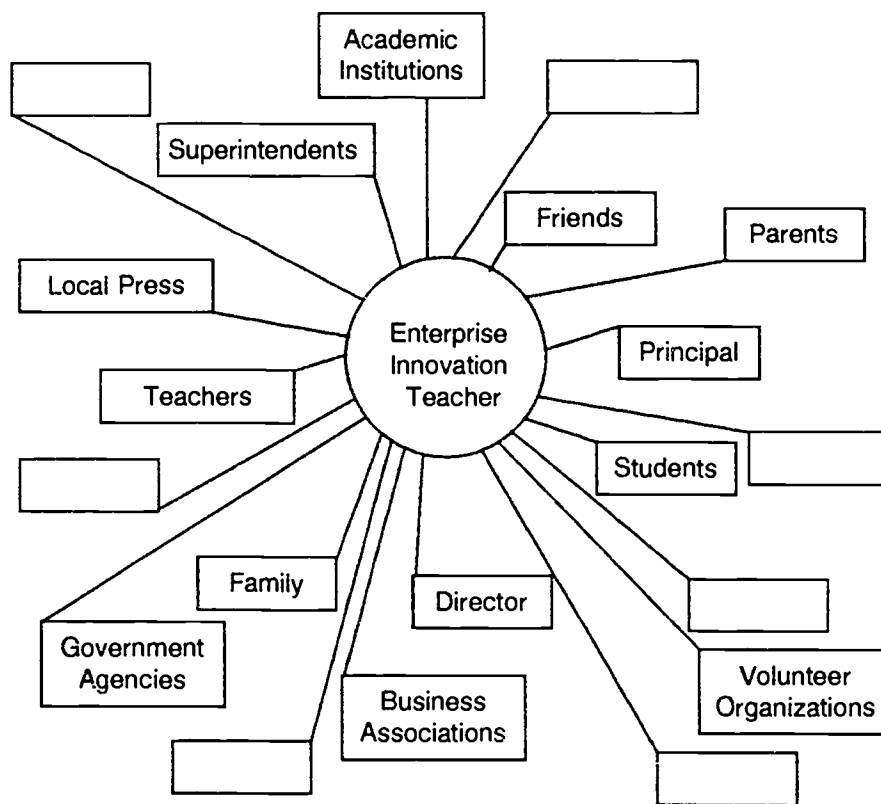 Academic
Institutions
Superintendents
Friends
Parents
Local Press
Enterprise
Innovation
Teacher
Principal
Teachers
Students
Family
Director
Government
Agencies
Business
Associations
Volunteer
Organizations